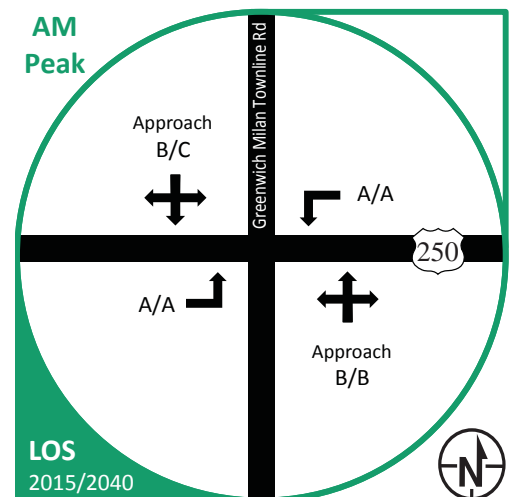 AM
Peak
Greenwich Milan Townline Rd
Approach
B/C
A/A
250
A/A
Approach
B/B
LOS
2015/2040
N